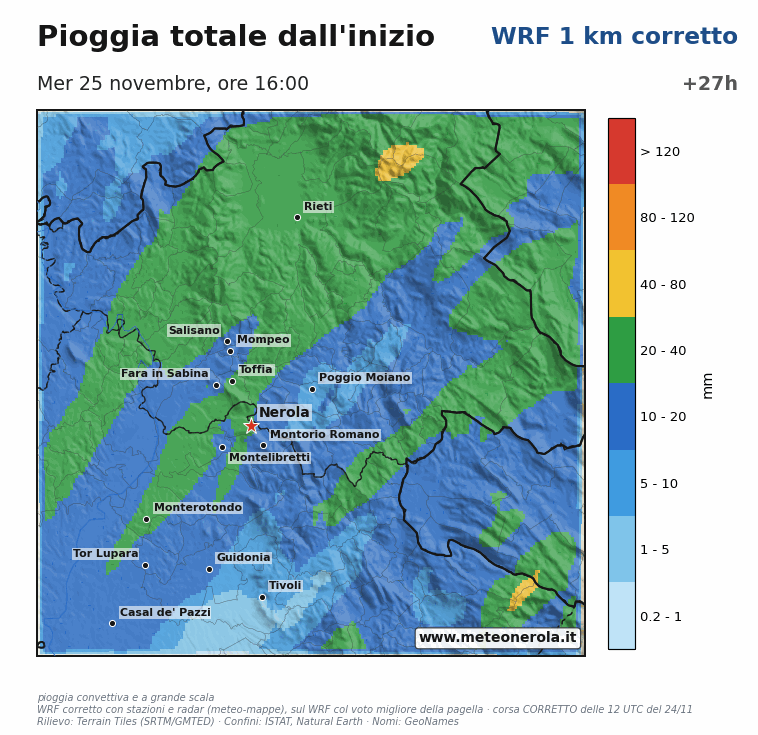 Pioggia totale dall'inizio
WRF 1 km corretto
Mer 25 novembre, ore 16:00
+27h
Rieti
Salisano
Mompeo
Toffia
Fara in Sabina
Poggio Moiano
Nerola
Montorio Romano
Montelibretti
Monterotondo
Tor Lupara
Guidonia
Tivoli
Casal de' Pazzi
www.meteonerola.it
> 120
80 - 120
40 - 80
20 - 40
10 - 20
5 - 10
1 - 5
0.2 - 1
mm
pioggia convettiva e a grande scala
WRF corretto con stazioni e radar (meteo-mappe), sul WRF col voto migliore della pagella · corsa CORRETTO delle 12 UTC del 24/11
Rilievo: Terrain Tiles (SRTM/GMTED) · Confini: ISTAT, Natural Earth · Nomi: GeoNames